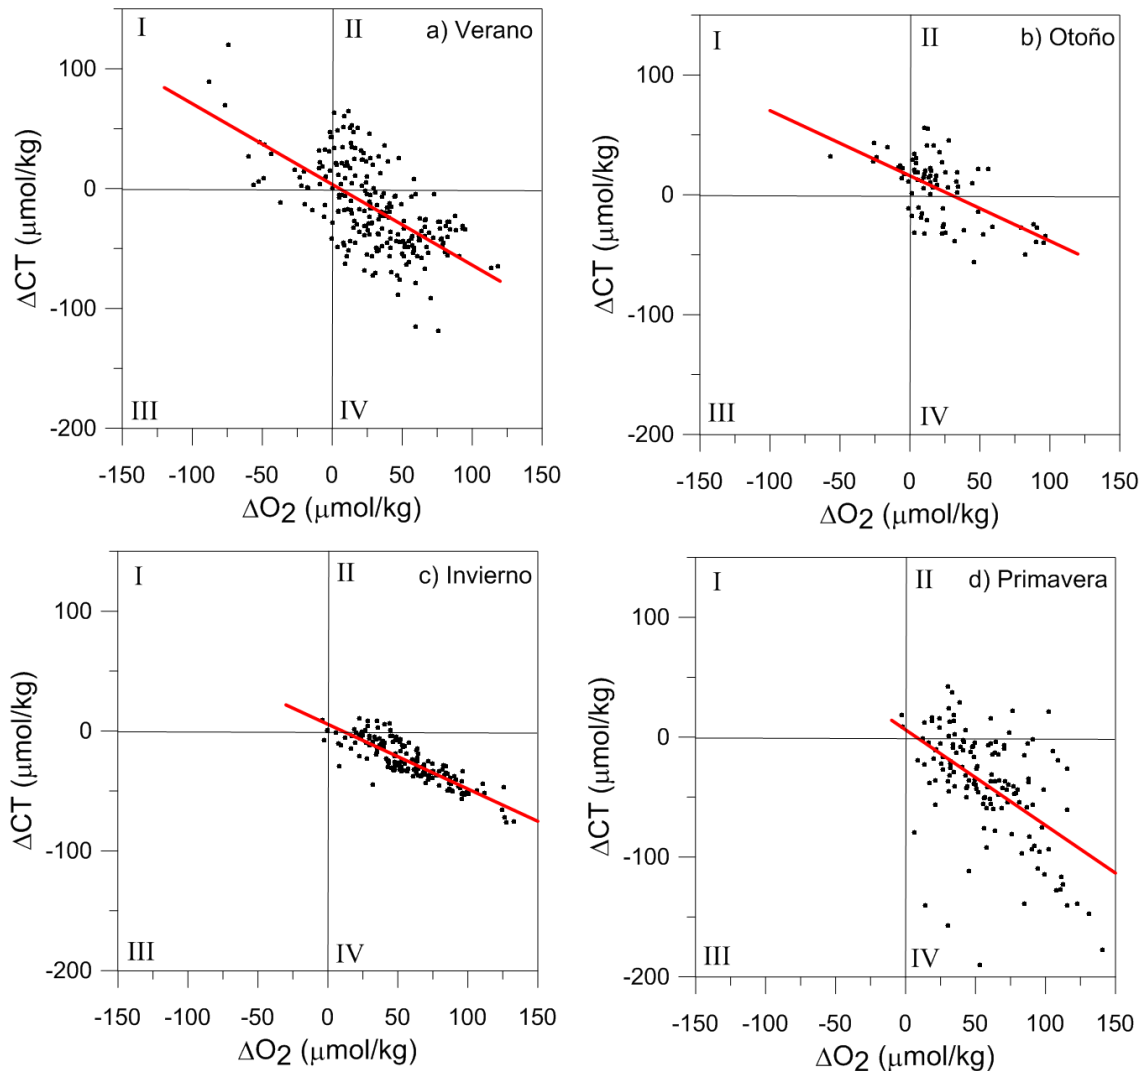 I
II
a) Verano
100
0
-100
-200
ΔCT (μmol/kg)
III
IV
-150
-100
-50
0
50
100
150
ΔO2 (μmol/kg)
I
II
b) Otoño
100
0
-100
-200
ΔCT (μmol/kg)
III
IV
-150
-100
-50
0
50
100
150
ΔO2 (μmol/kg)
I
II
c) Invierno
100
0
-100
-200
ΔCT (μmol/kg)
III
IV
-150
-100
-50
0
50
100
150
ΔO2 (μmol/kg)
I
II
d) Primavera
100
0
-100
-200
ΔCT (μmol/kg)
III
IV
-150
-100
-50
0
50
100
150
ΔO2 (μmol/kg)